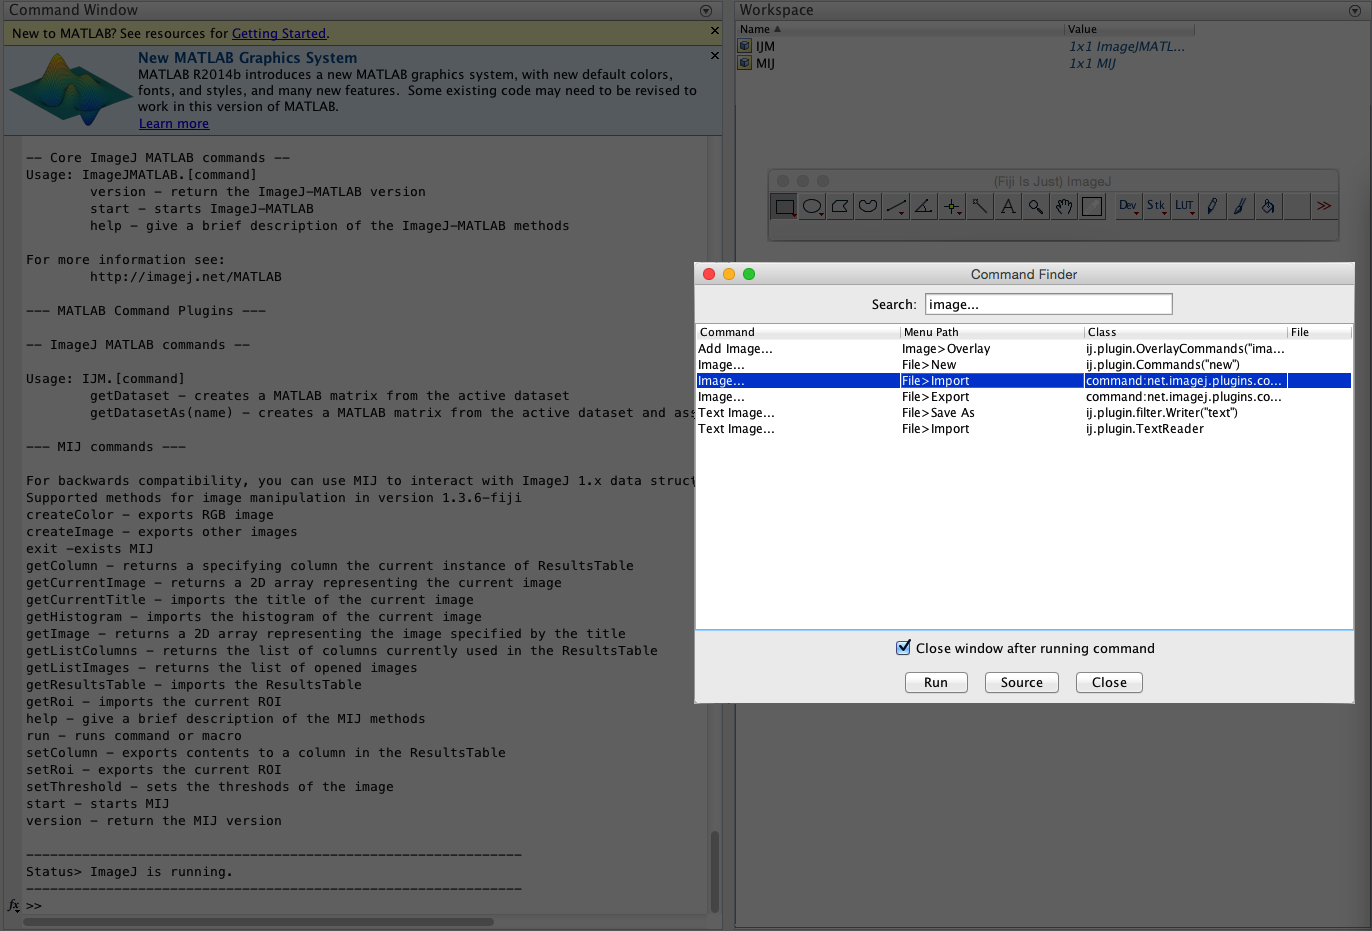 Command Window
New to MATLAB? See resources for Getting Started.
New MATLAB Graphics System
MATLAB R2014b introduces a new MATLAB graphics system, with new default colors,
fonts, and styles, and many new features.  Some existing code may need to be revised to
work in this version of MATLAB.
Learn more
-- Core ImageJ MATLAB commands --
Usage: ImageJMATLAB.[command]
version - return the ImageJ-MATLAB version
start - starts ImageJ-MATLAB
help - give a brief description of the ImageJ-MATLAB methods
For more information see:
http://imagej.net/MATLAB
--- MATLAB Command Plugins ---
-- ImageJ MATLAB commands --
Usage: IJM.[command]
getDataset - creates a MATLAB matrix from the active dataset
getDatasetAs(name) - creates a MATLAB matrix from the active dataset and ass
--- MIJ commands ---
For backwards compatibility, you can use MIJ to interact with ImageJ 1.x data struct
Supported methods for image manipulation in version 1.3.6-fiji
createColor - exports RGB image
createImage - exports other images
exit -exists MIJ
getColumn - returns a specifying column the current instance of ResultsTable
getCurrentImage - returns a 2D array representing the current image
getCurrentTitle - imports the title of the current image
getHistogram - imports the histogram of the current image
getImage - returns a 2D array representing the image specified by the title
getListColumns - returns the list of columns currently used in the ResultsTable
getListImages - returns the list of opened images
getResultsTable - imports the ResultsTable
getRoi - imports the current ROI
help - give a brief description of the MIJ methods
run - runs command or macro
setColumn - exports contents to a column in the ResultsTable
setRoi - exports the current ROI
setThreshold - sets the threshods of the image
start - starts MIJ
version - return the MIJ version
Status> ImageJ is running.
fx >>
Workspace
Name Value
IJM 1x1 ImageJMATL...
MIJ 1x1 MIJ
(Fiji Is Just) ImageJ
A Dev Stk LUT >>
Command Finder
Search: image...
Command Menu Path Class File
Add Image... Image>Overlay ij.plugin.OverlayCommands("ima...
Image... File>New ij.plugin.Commands("new")
Image... File>Import command:net.imagej.plugins.co...
Image... File>Export command:net.imagej.plugins.co...
Text Image... File>Save As ij.plugin.filter.Writer("text")
Text Image... File>Import ij.plugin.TextReader
Close window after running command
Run Source Close